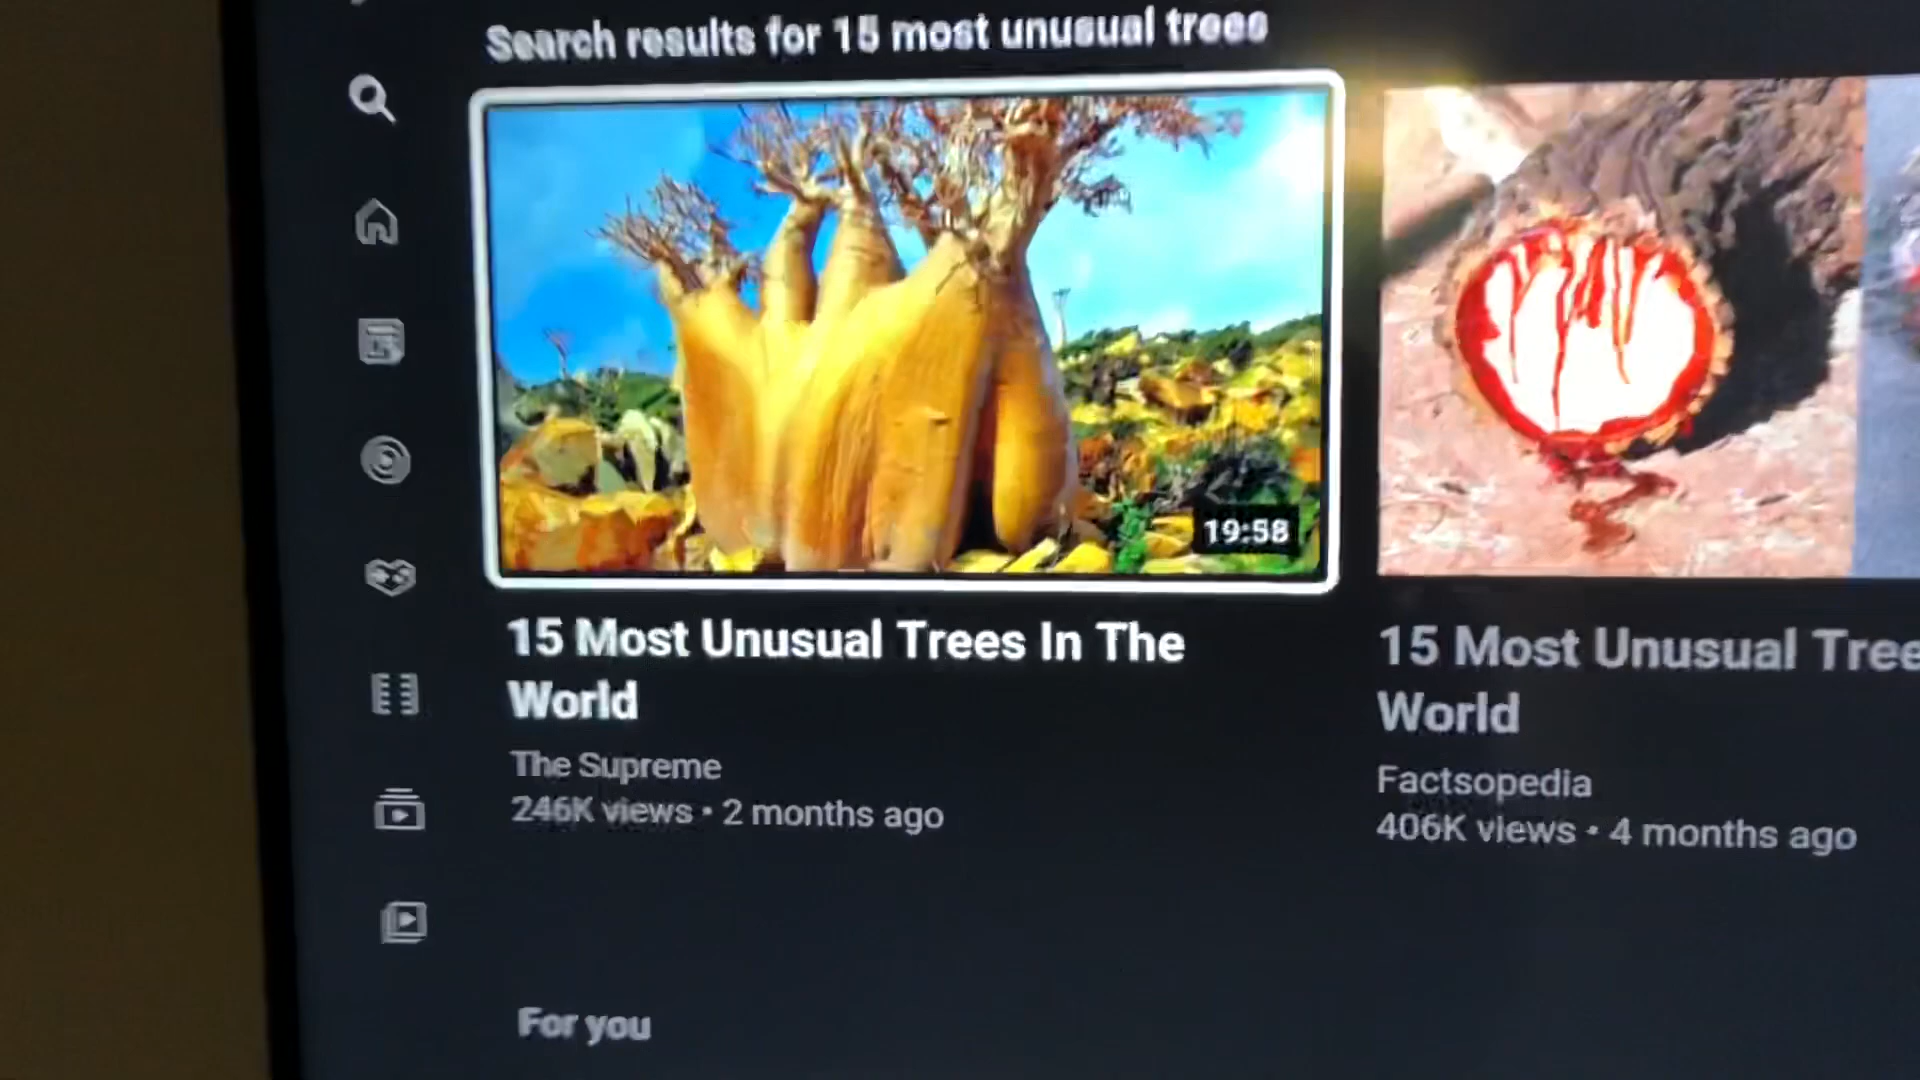 Search results for 15 most unusual trees
19:58
15 Most Unusual Trees In The
World
The Supreme
246K views • 2 months ago
15 Most Unusual Tree
World
Factsopedia
406K views • 4 months ago
For you